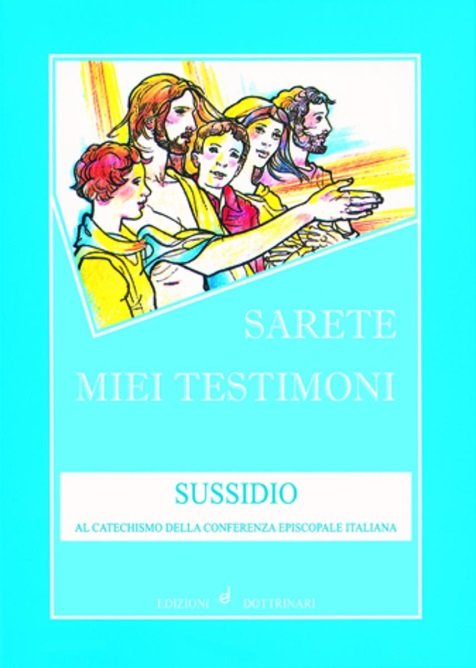 SARETE
MIEI TESTIMONI
SUSSIDIO
AL CATECHISMO DELLA CONFERENZA EPISCOPALE ITALIANA
EDIZIONI DOTTRINARI